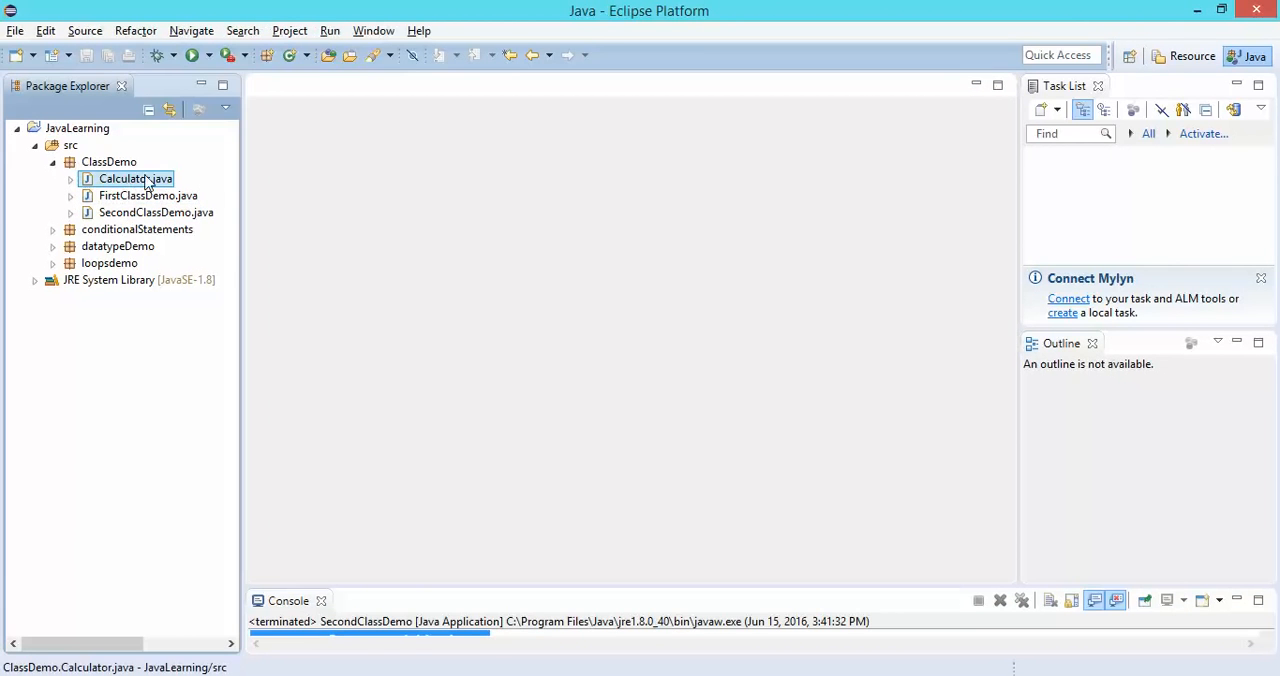 Java - Eclipse Platform
File Edit Source Refactor Navigate Search Project Run Window Help
Quick Access Resource Java
Package Explorer
JavaLearning
src
ClassDemo
Calculator.java
FirstClassDemo.java
SecondClassDemo.java
conditionalStatements
datatypeDemo
loopsdemo
JRE System Library [JavaSE-1.8]
Task List
Find All Activate...
Connect Mylyn
Connect to your task and ALM tools or
create a local task.
Outline
An outline is not available.
Console
<terminated> SecondClassDemo [Java Application] C:\Program Files\Java\jre1.8.0_40\bin\javaw.exe (Jun 15, 2016, 3:41:32 PM)
ClassDemo.Calculator.java - JavaLearning/src